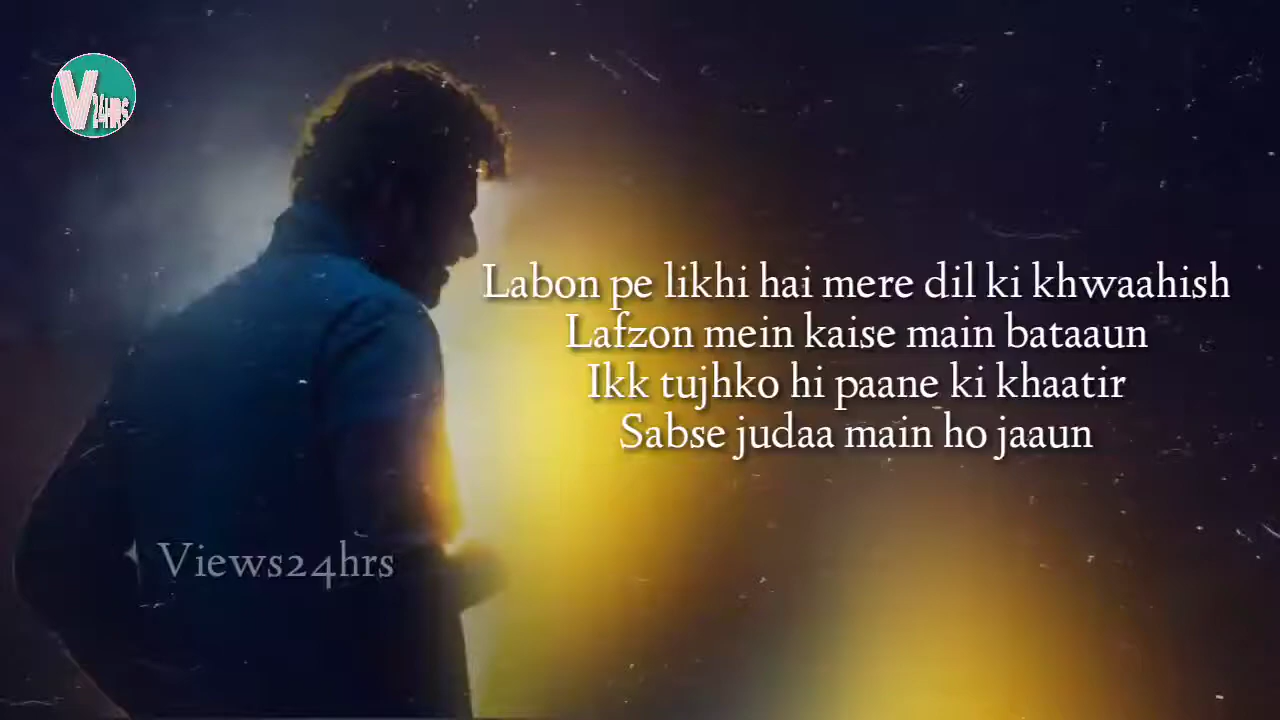 V24HRS
Labon pe likhi hai mere dil ki khwaahish
Lafzon mein kaise main bataaun
Ikk tujhko hi paane ki khaatir
Sabse judaa main ho jaaun
Views24hrs